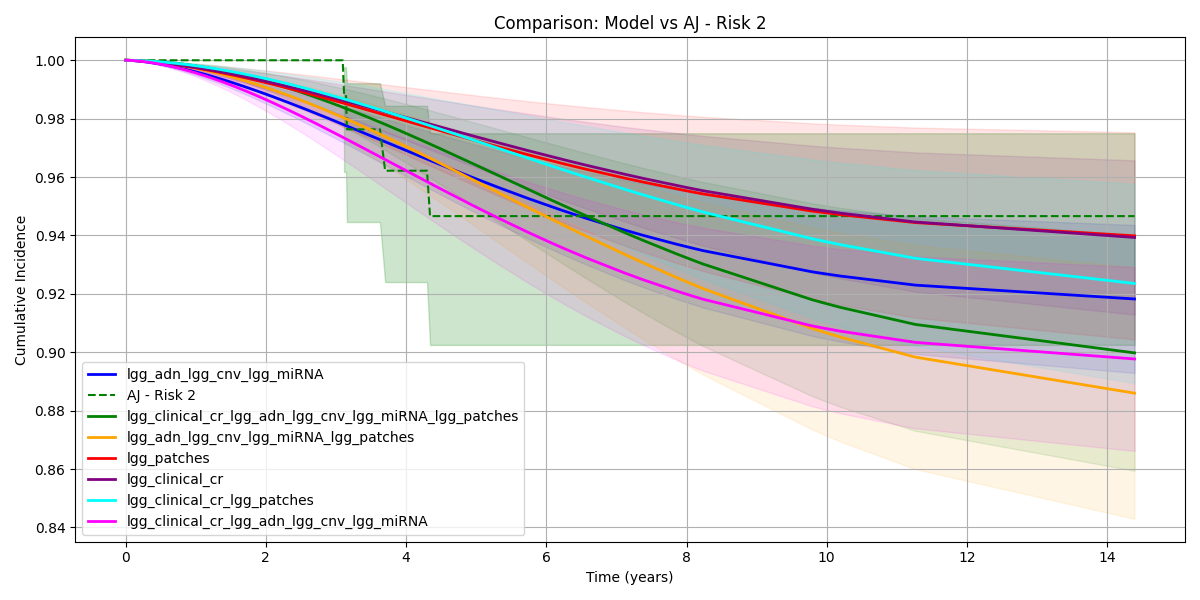 Comparison: Model vs AJ - Risk 2
Cumulative Incidence
1.00
0.98
0.96
0.94
0.92
0.90
0.88
0.86
0.84
lgg_adn_lgg_cnv_lgg_miRNA
AJ - Risk 2
lgg_clinical_cr_lgg_adn_lgg_cnv_lgg_miRNA_lgg_patches
lgg_adn_lgg_cnv_lgg_miRNA_lgg_patches
lgg_patches
lgg_clinical_cr
lgg_clinical_cr_lgg_patches
lgg_clinical_cr_lgg_adn_lgg_cnv_lgg_miRNA
0 2 4 6 8 10 12 14
Time (years)